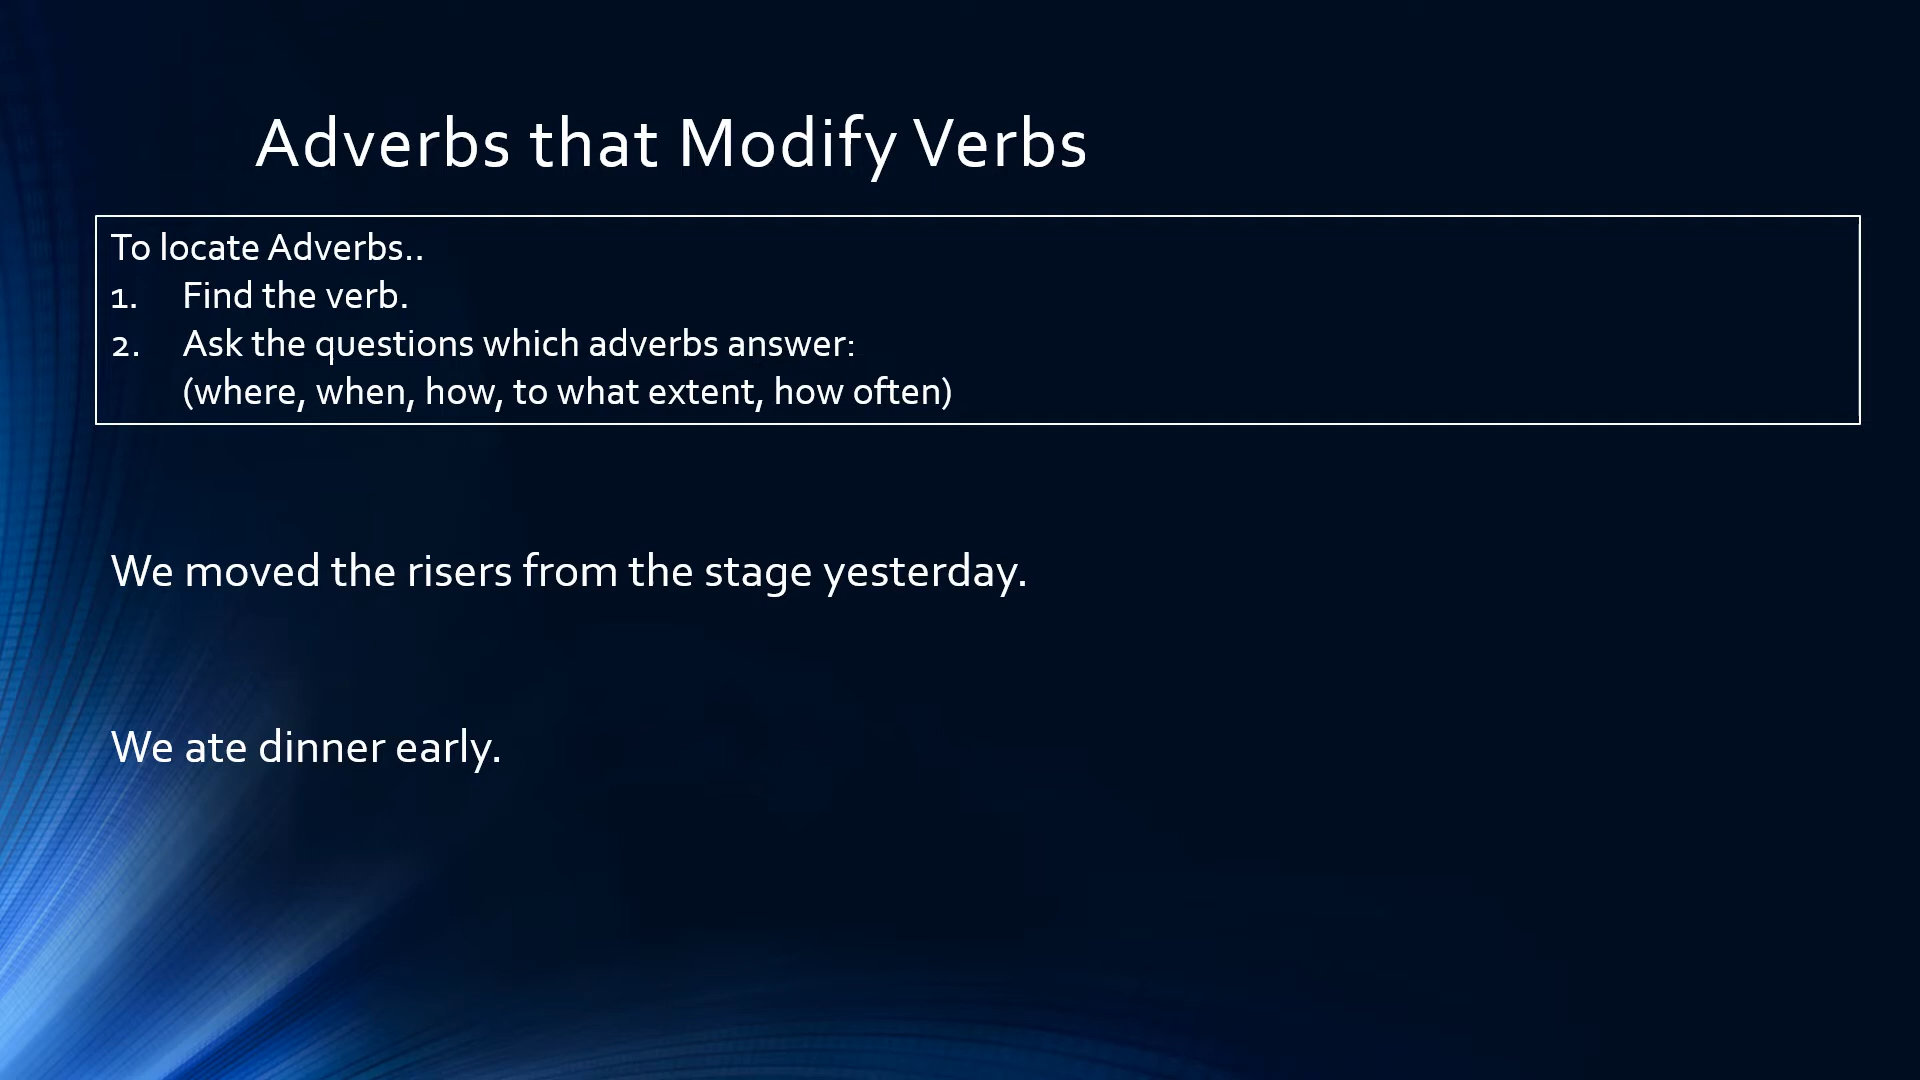 Adverbs that Modify Verbs
To locate Adverbs..
1. Find the verb.
2. Ask the questions which adverbs answer:
(where, when, how, to what extent, how often)
We moved the risers from the stage yesterday.
We ate dinner early.